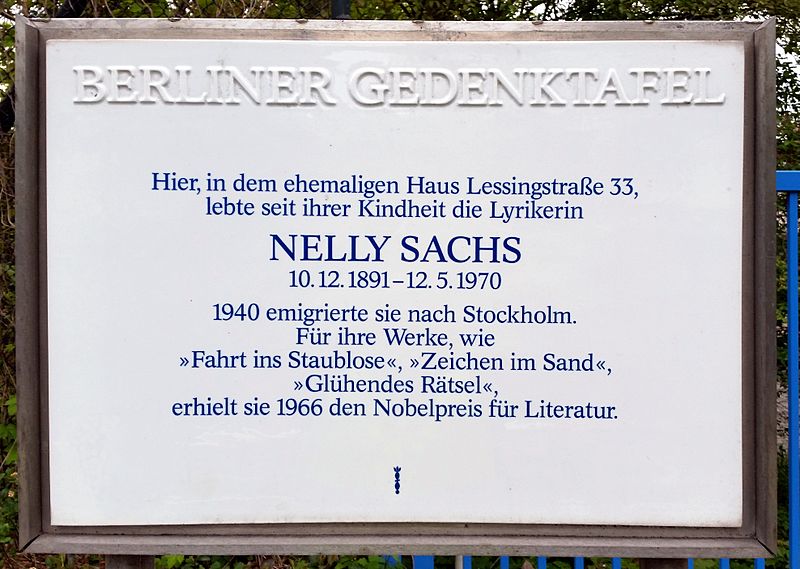 BERLINER GEDENKTAFEL
Hier, in dem ehemaligen Haus Lessingstraße 33,
lebte seit ihrer Kindheit die Lyrikerin
NELLY SACHS
10.12.1891–12.5.1970
1940 emigrierte sie nach Stockholm.
Für ihre Werke, wie
»Fahrt ins Staublose«, »Zeichen im Sand«,
»Glühendes Rätsel«,
erhielt sie 1966 den Nobelpreis für Literatur.